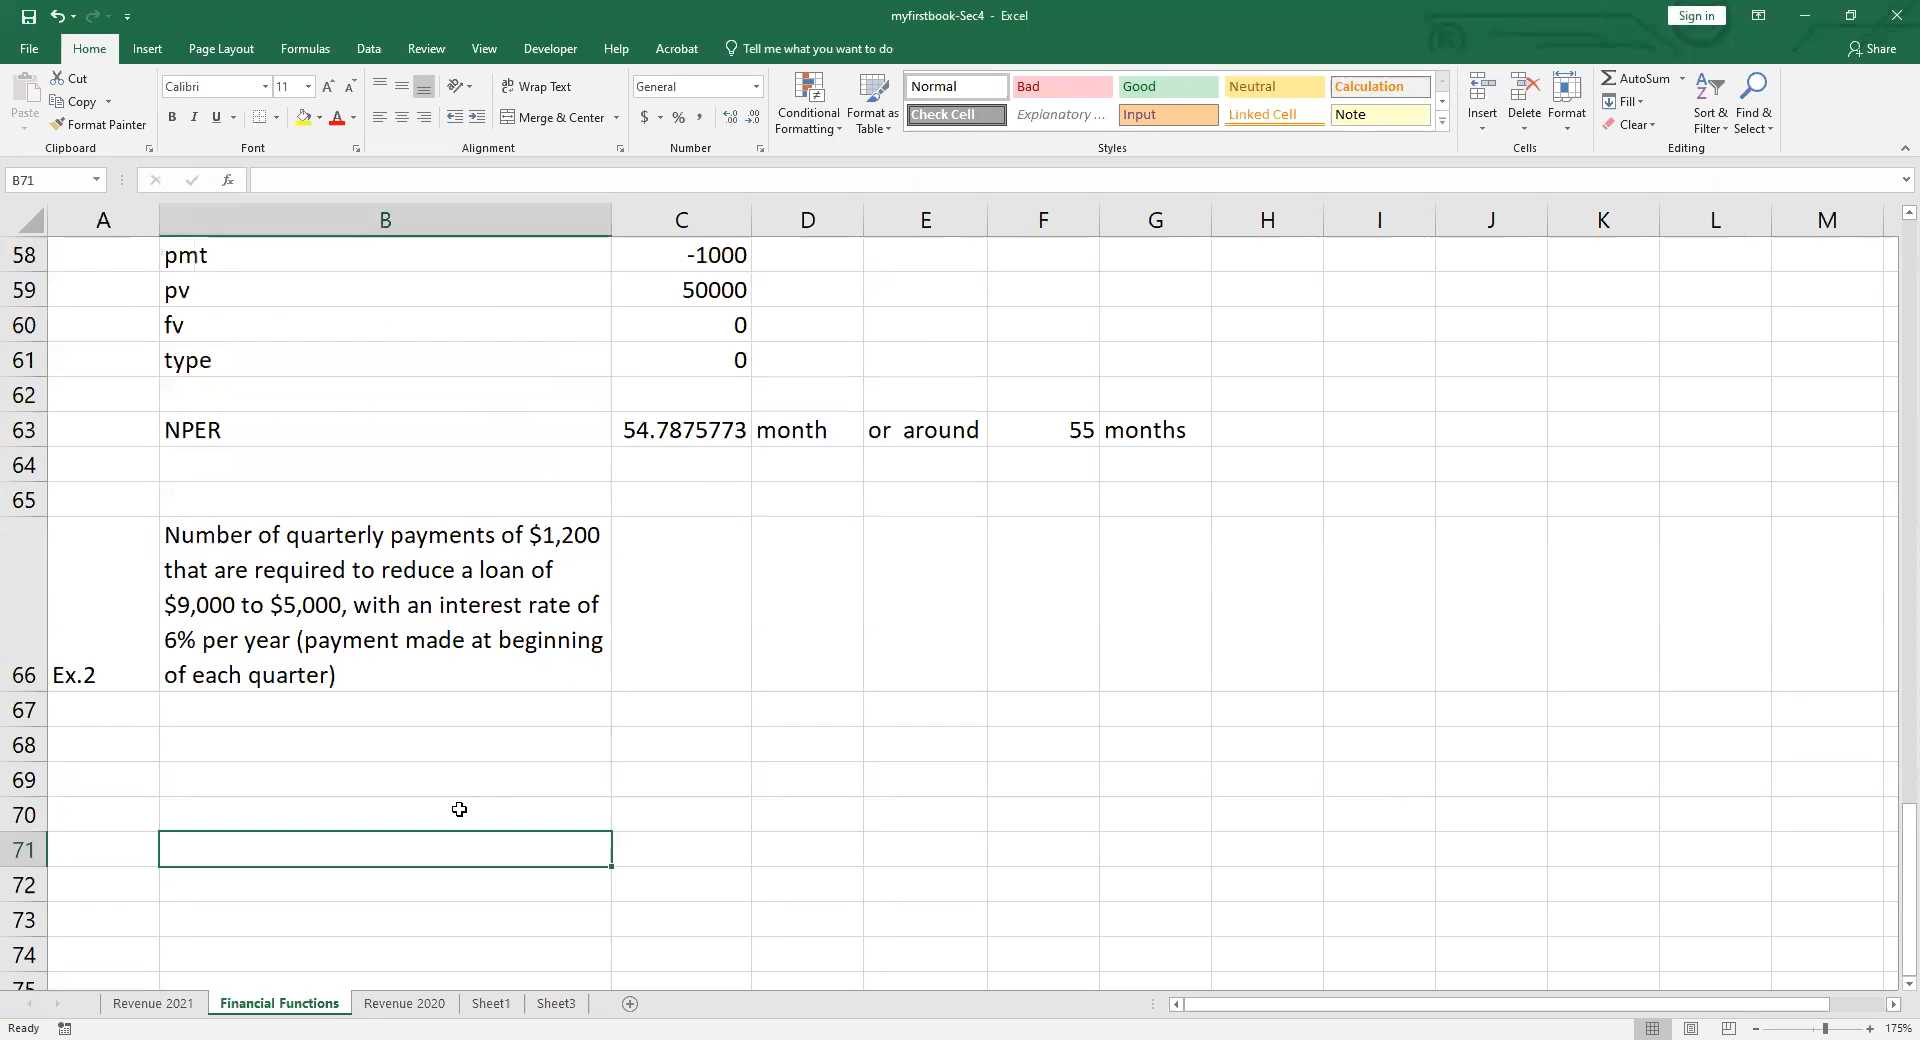 myfirstbook-Sec4 - Excel
Sign in
File Home Insert Page Layout Formulas Data Review View Developer Help Acrobat Tell me what you want to do Share
Paste Cut Copy Format Painter Clipboard
Calibri 11 A A B I U A Font
ab Wrap Text Merge & Center Alignment
General $ % , .00 .0 Number
Conditional Formatting Format as Table
Normal Bad Good Neutral Calculation
Check Cell Explanatory ... Input Linked Cell Note
Styles
Insert Delete Format Cells
AutoSum Fill Clear Sort & Filter Find & Select Editing
B71 fx
A B C D E F G H I J K L M
58 pmt -1000
59 pv 50000
60 fv 0
61 type 0
62
63 NPER 54.7875773 month or around 55 months
64
65
Number of quarterly payments of $1,200
that are required to reduce a loan of
$9,000 to $5,000, with an interest rate of
6% per year (payment made at beginning
66 Ex.2 of each quarter)
67
68
69
70
71
72
73
74
75
Revenue 2021 Financial Functions Revenue 2020 Sheet1 Sheet3
Ready 175%